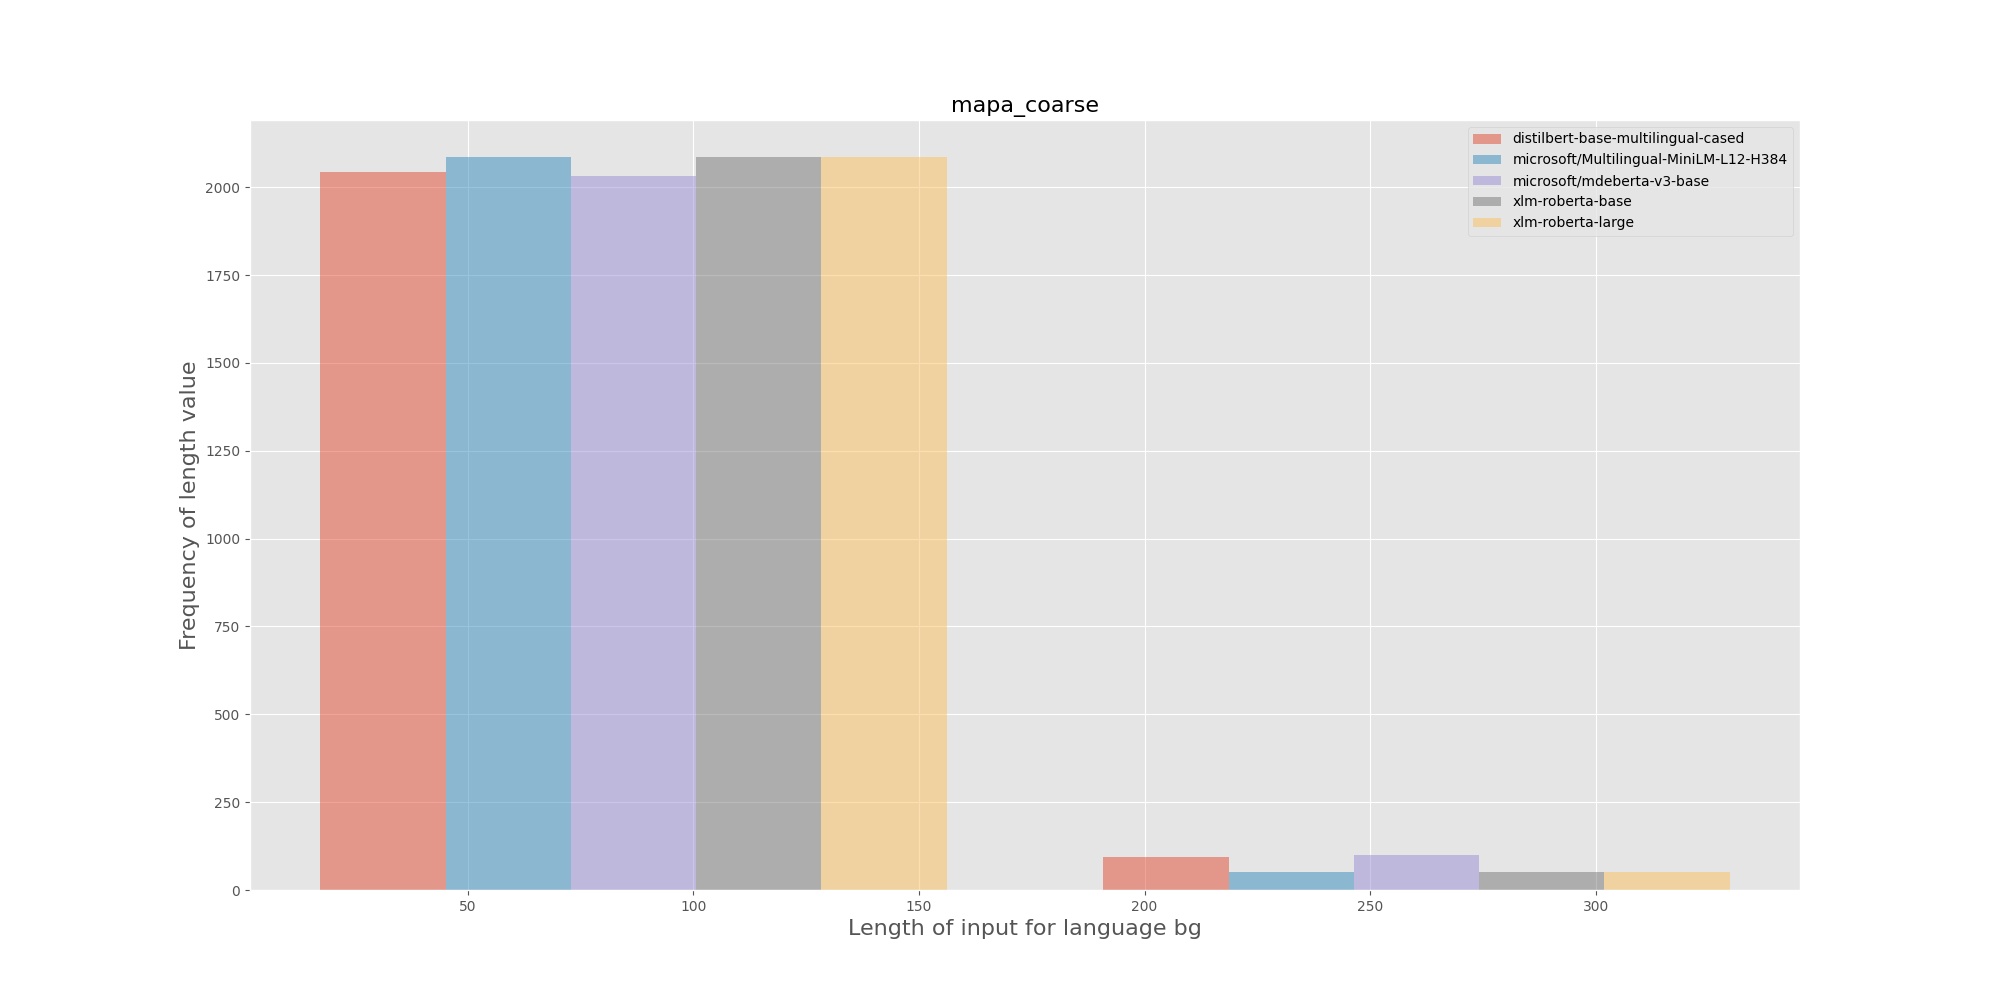 mapa_coarse
distilbert-base-multilingual-cased
microsoft/Multilingual-MiniLM-L12-H384
microsoft/mdeberta-v3-base
xlm-roberta-base
xlm-roberta-large
Frequency of length value
2000
1750
1500
1250
1000
750
500
250
0
50
100
150
200
250
300
Length of input for language bg